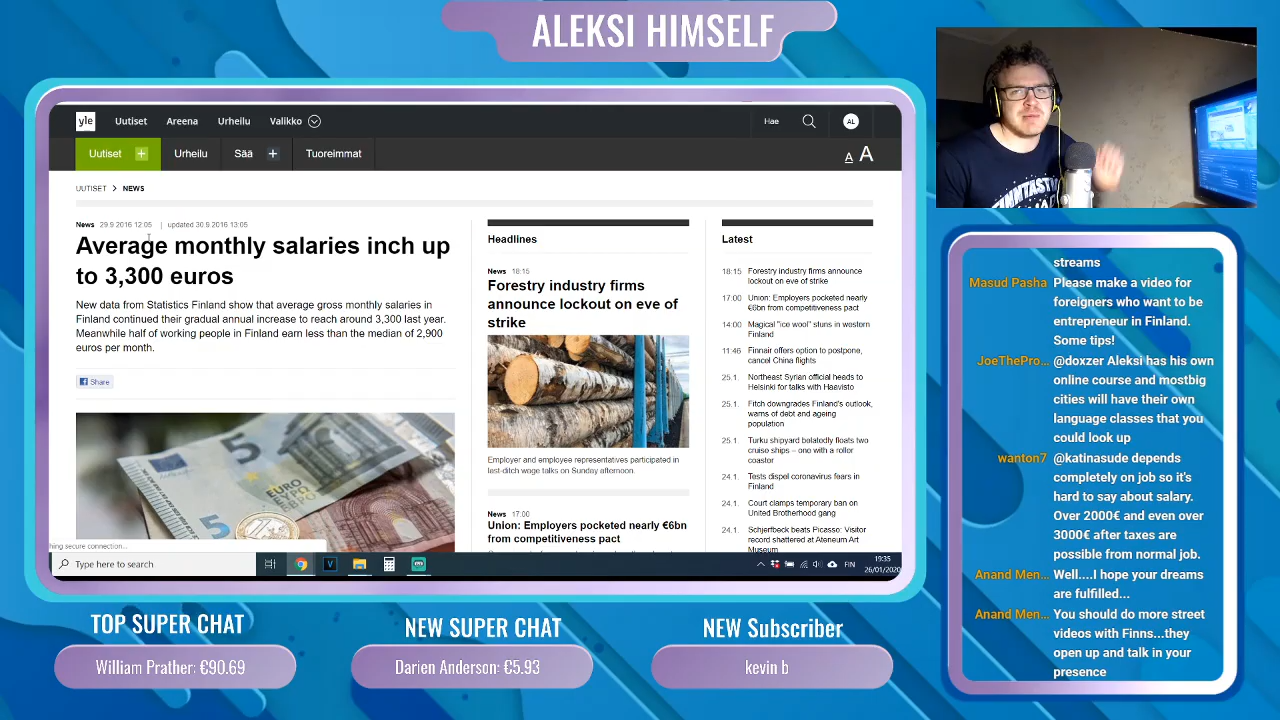 ALEKSI HIMSELF
yle Uutiset Areena Urheilu Valikko Hae AL
Uutiset + Urheilu Sää + Tuoreimmat A A
UUTISET > NEWS
News 29.9.2016 12:05 | updated 30.9.2016 13:05
Average monthly salaries inch up
to 3,300 euros
New data from Statistics Finland show that average gross monthly salaries in
Finland continued their gradual annual increase to reach around 3,300 last year.
Meanwhile half of working people in Finland earn less than the median of 2,900
euros per month.
Share
5
EURO
5
Headlines
News 18:15
Forestry industry firms
announce lockout on eve of
strike
Employer and employee representatives participated in
last-ditch wage talks on Sunday afternoon.
News 17:00
Union: Employers pocketed nearly €6bn
from competitiveness pact
Latest
18:15 Forestry industry firms announce
lockout on eve of strike
17:00 Union: Employers pocketed nearly
€6bn from competitiveness pact
14:00 Magical "ice wool" stuns in western
Finland
11:46 Finnair offers option to postpone,
cancel China flights
25.1. Northeast Syrian official heads to
Helsinki for talks with Haavisto
25.1. Fitch downgrades Finland's outlook,
warns of debt and ageing
population
25.1. Turku shipyard belatedly floats two
cruise ships – one with a rollor
coastor
24.1. Tests dispel coronavirus fears in
Finland
24.1. Court clamps temporary ban on
United Brotherhood gang
24.1. Schjerfbeck beats Picasso: Visitor
record shattered at Ateneum Art
Museum
hing secure connection...
Type here to search
V
FIN
19:35
26/01/2020
FINNTASTIC
streams
Masud Pasha Please make a video for
foreigners who want to be
entrepreneur in Finland.
Some tips!
JoeThePro... @doxzer Aleksi has his own
online course and mostbig
cities will have their own
language classes that you
could look up
wanton7 @katinasude depends
completely on job so it's
hard to say about salary.
Over 2000€ and even over
3000€ after taxes are
possible from normal job.
Anand Men... Well....I hope your dreams
are fulfilled...
Anand Men... You should do more street
videos with Finns...they
open up and talk in your
presence
TOP SUPER CHAT
William Prather: €90.69
NEW SUPER CHAT
Darien Anderson: €5.93
NEW Subscriber
kevin b